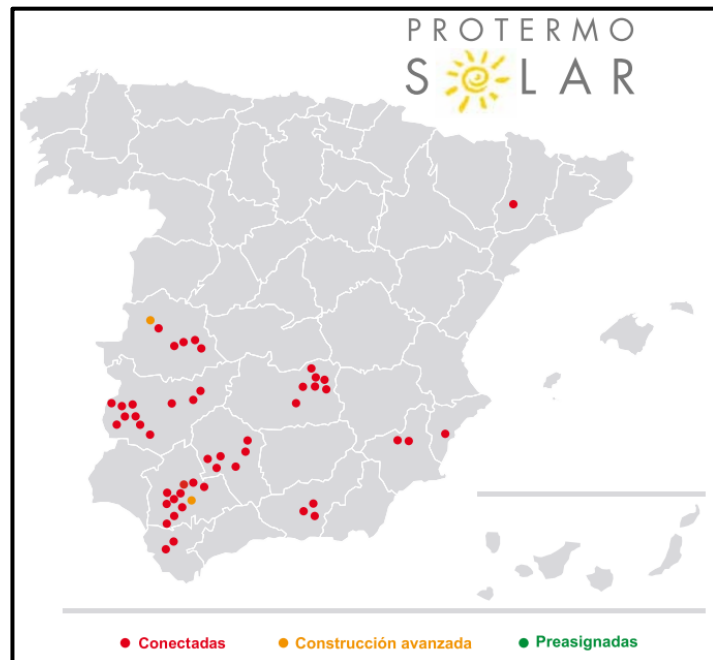 PROTERMO
SOLAR
Conectadas
Construcción avanzada
Preasignadas